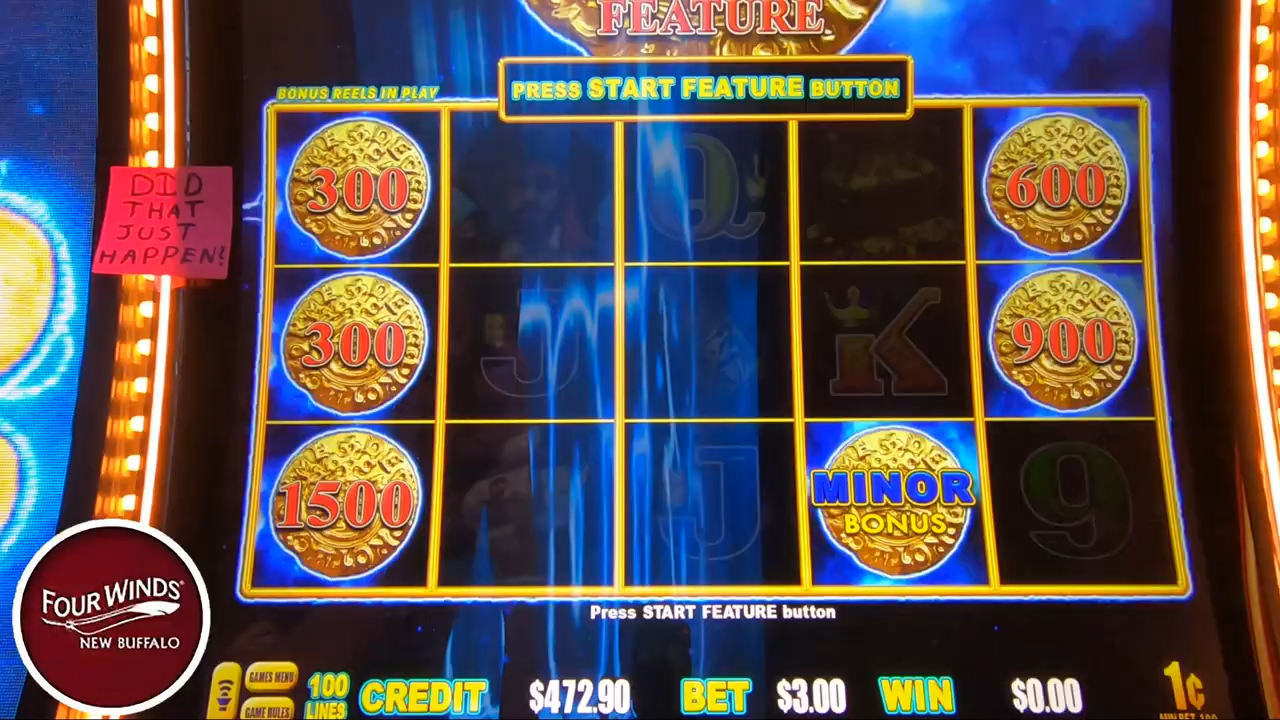 FEATURE
PRESS START FEATURE BUTTON
BONUS REELS IN PLAY
DID
THAT
JUST
HAPPEN!
300
Q
600
300
J
K
900
1500
J
MINOR
BONUS
9
Press START FEATURE button
FOUR WINDS®
NEW BUFFALO
GAMES MENU
GAME RULES
100
LINES
CREDIT
$472.90
BET
$3.00
WIN
$0.00
1¢